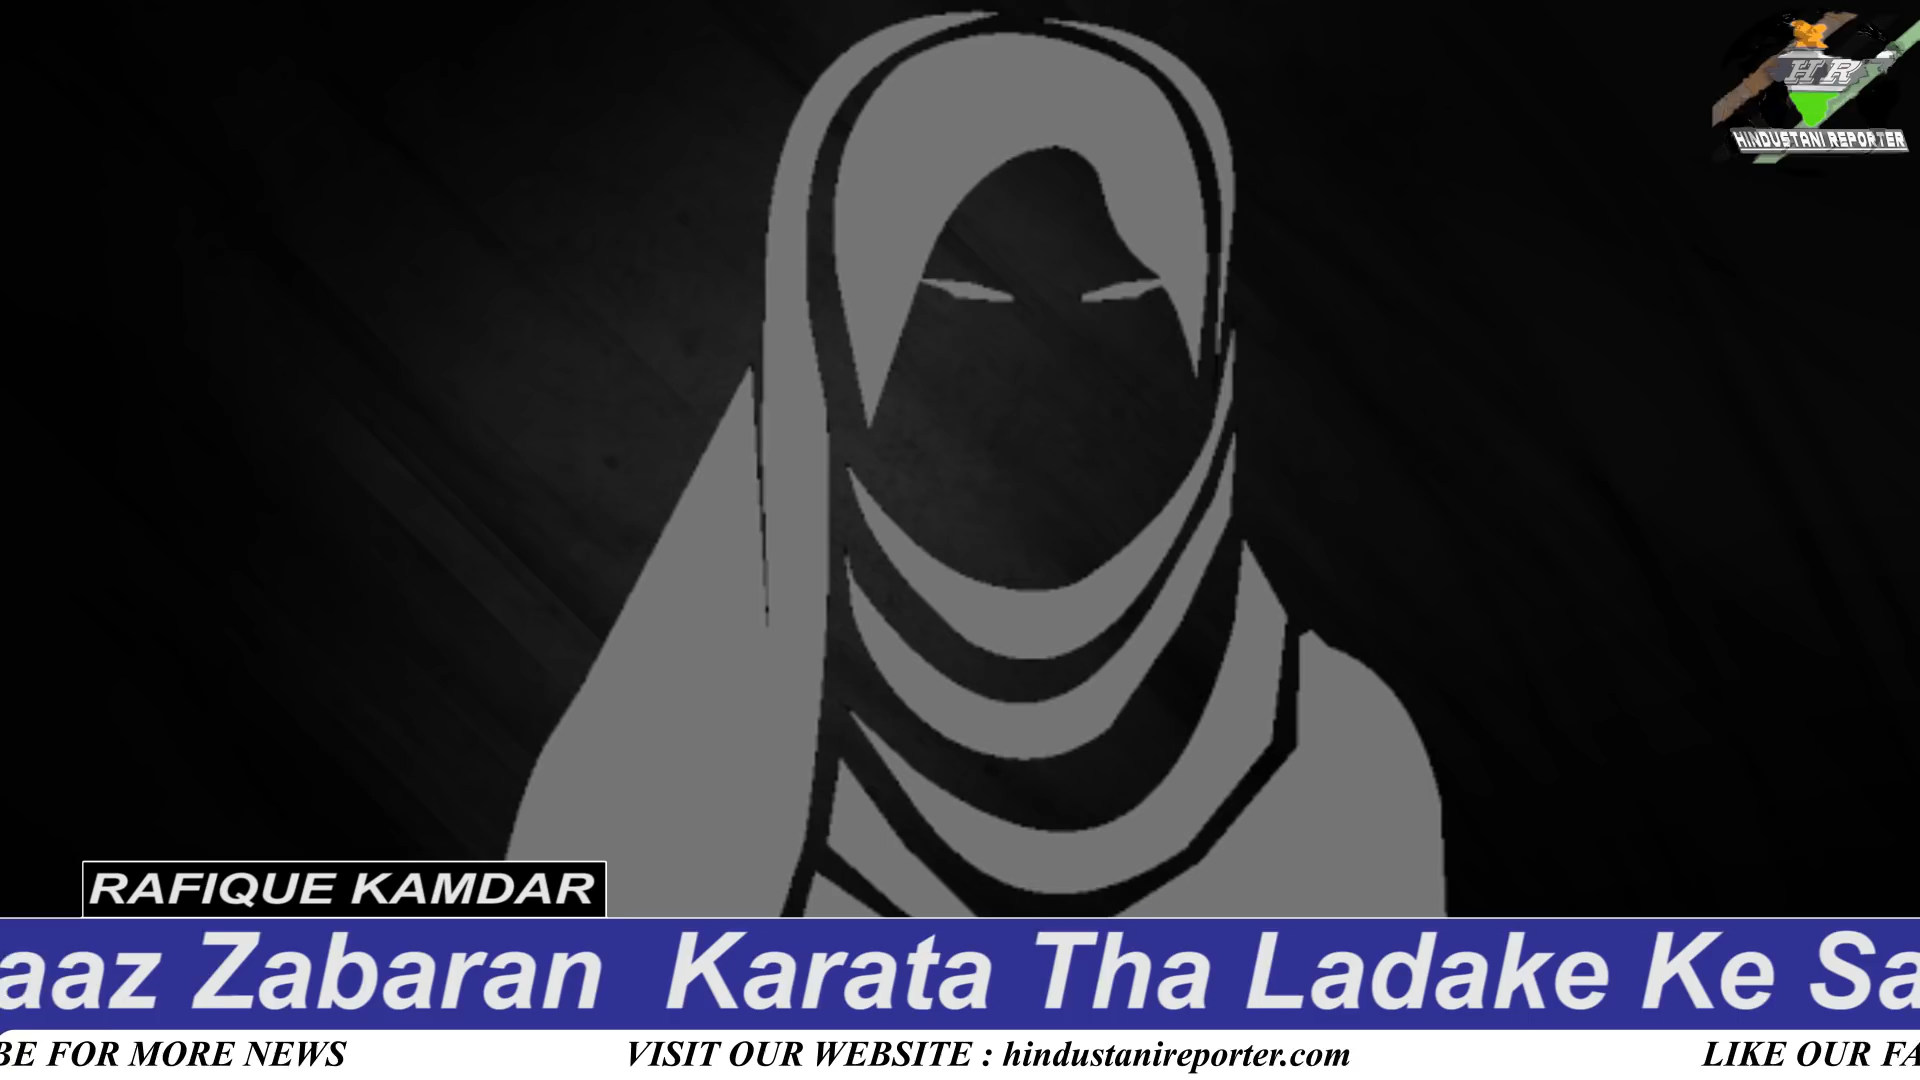 HR
HINDUSTANI REPORTER
RAFIQUE KAMDAR
aaz Zabaran Karata Tha Ladake Ke Sa
BE FOR MORE NEWS VISIT OUR WEBSITE : hindustanireporter.com LIKE OUR FA